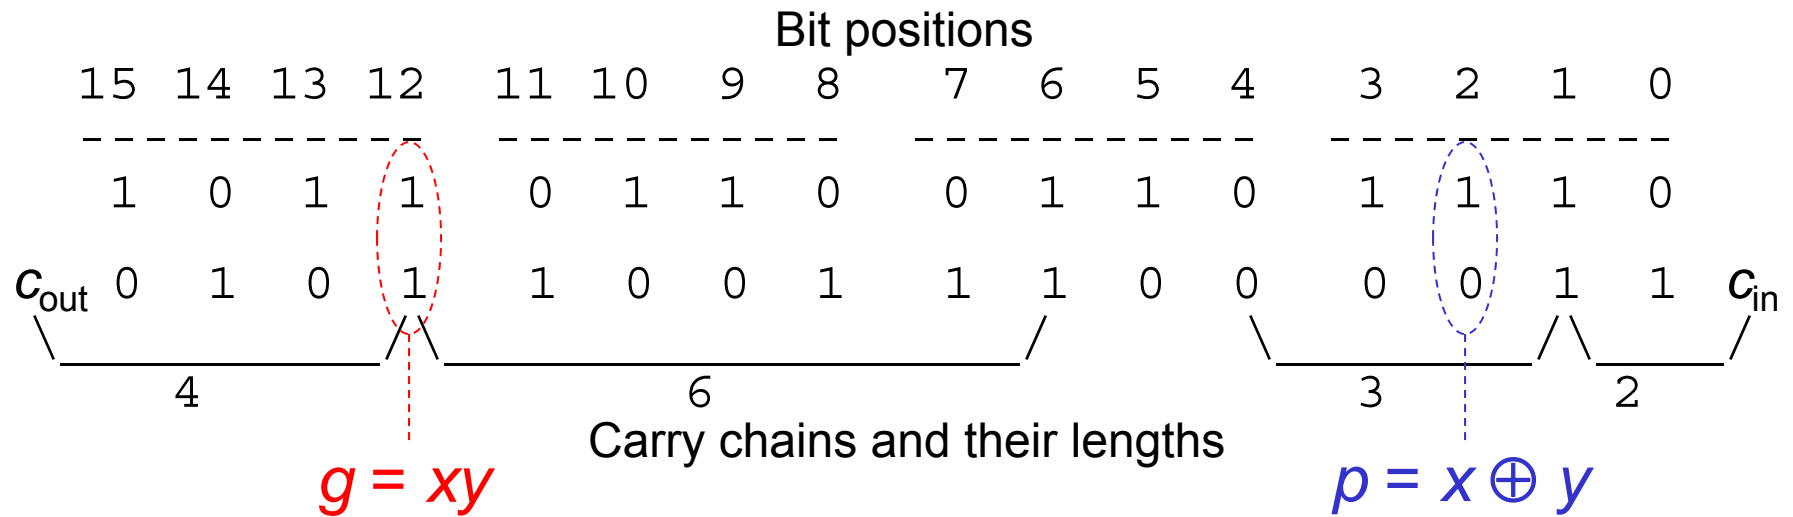 Bit positions
15 14 13 12 11 10 9 8 7 6 5 4 3 2 1 0
1 0 1 1 0 1 1 0 0 1 1 0 1 1 1 0
cout 0 1 0 1 1 0 0 1 1 1 0 0 0 0 1 1 cin
4 6 3 2
Carry chains and their lengths
g = xy p = x ⊕ y